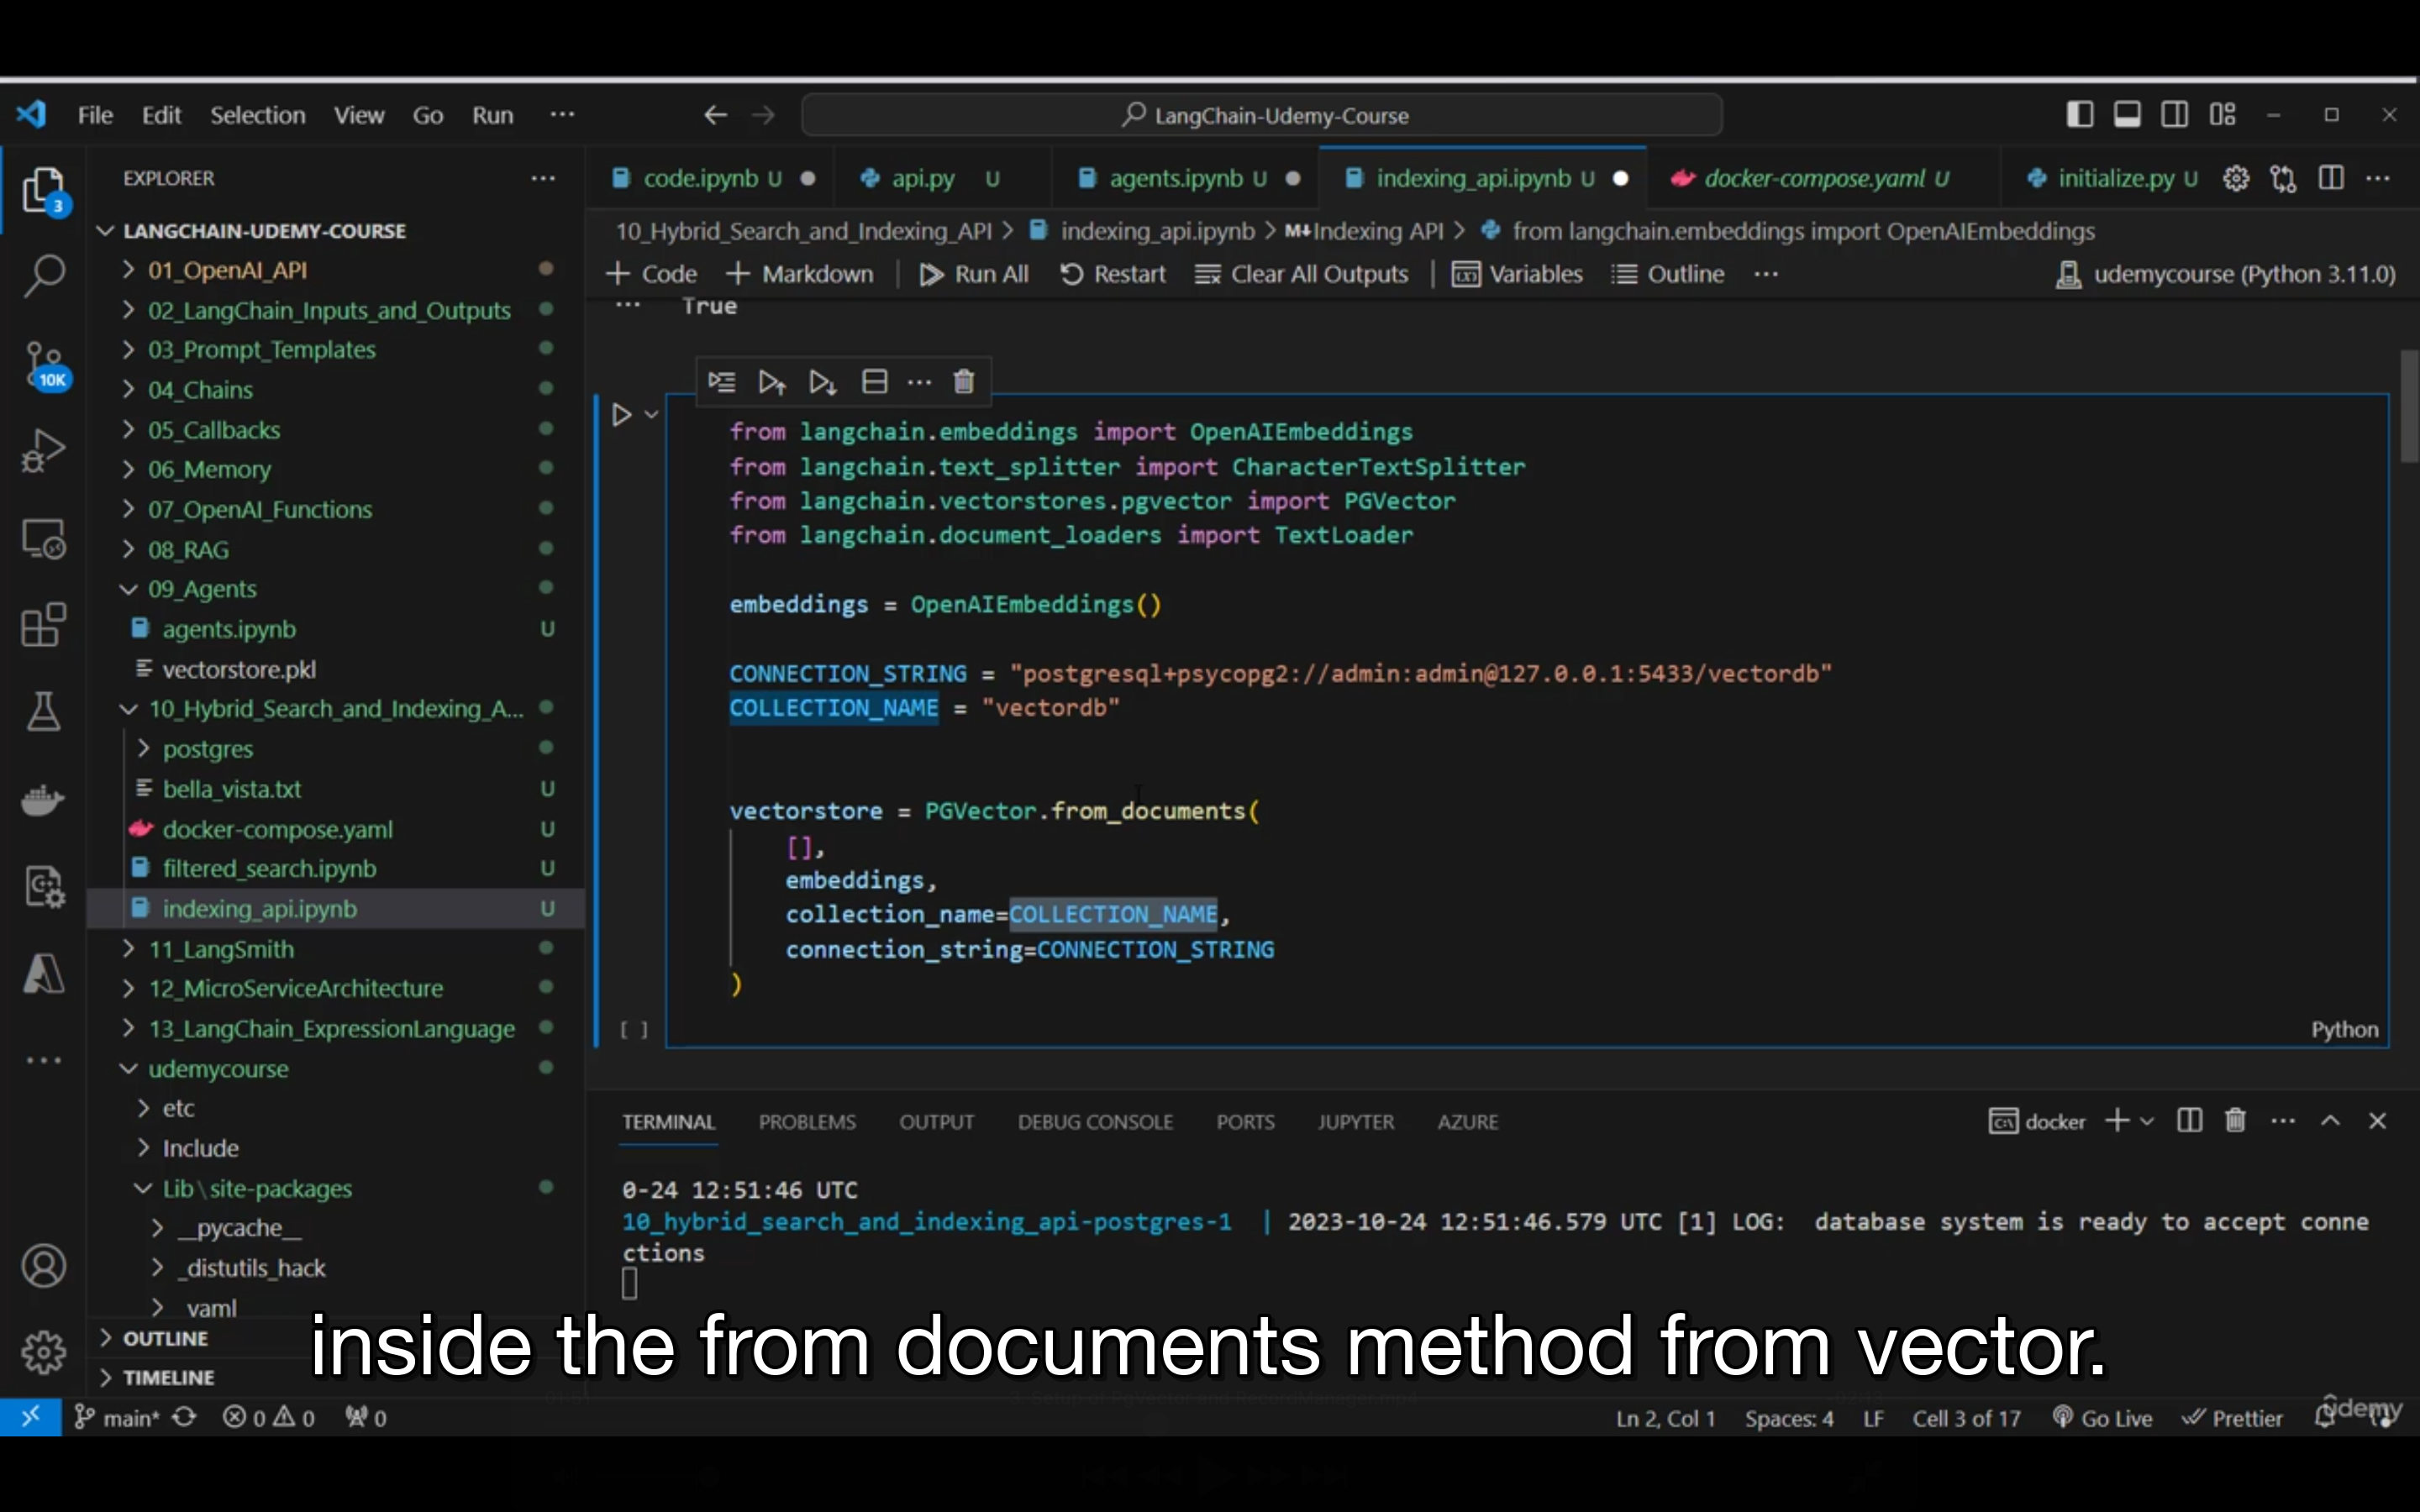 File Edit Selection View Go Run ··· LangChain-Udemy-Course
EXPLORER ···
code.ipynb U api.py U agents.ipynb U indexing_api.ipynb U docker-compose.yaml U initialize.py U ···
10_Hybrid_Search_and_Indexing_API > indexing_api.ipynb > M↓Indexing API > from langchain.embeddings import OpenAIEmbeddings
+ Code + Markdown | Run All Restart Clear All Outputs | Variables Outline ··· udemycourse (Python 3.11.0)
3
10K
LANGCHAIN-UDEMY-COURSE
01_OpenAI_API
02_LangChain_Inputs_and_Outputs
03_Prompt_Templates
04_Chains
05_Callbacks
06_Memory
07_OpenAI_Functions
08_RAG
09_Agents
agents.ipynb U
vectorstore.pkl
10_Hybrid_Search_and_Indexing_A...
postgres
bella_vista.txt U
docker-compose.yaml U
filtered_search.ipynb U
indexing_api.ipynb U
11_LangSmith
12_MicroServiceArchitecture
13_LangChain_ExpressionLanguage
udemycourse
etc
Include
Lib\site-packages
__pycache__
_distutils_hack
yaml
OUTLINE
TIMELINE
··· True
from langchain.embeddings import OpenAIEmbeddings
from langchain.text_splitter import CharacterTextSplitter
from langchain.vectorstores.pgvector import PGVector
from langchain.document_loaders import TextLoader
embeddings = OpenAIEmbeddings()
CONNECTION_STRING = "postgresql+psycopg2://admin:admin@127.0.0.1:5433/vectordb"
COLLECTION_NAME = "vectordb"
vectorstore = PGVector.from_documents(
[],
embeddings,
collection_name=COLLECTION_NAME,
connection_string=CONNECTION_STRING
)
[ ] Python
TERMINAL PROBLEMS OUTPUT DEBUG CONSOLE PORTS JUPYTER AZURE docker
0-24 12:51:46 UTC
10_hybrid_search_and_indexing_api-postgres-1 | 2023-10-24 12:51:46.579 UTC [1] LOG: database system is ready to accept conne
ctions
inside the from documents method from vector.
main* 0 0 0 Ln 2, Col 1 Spaces: 4 LF Cell 3 of 17 Go Live Prettier
udemy